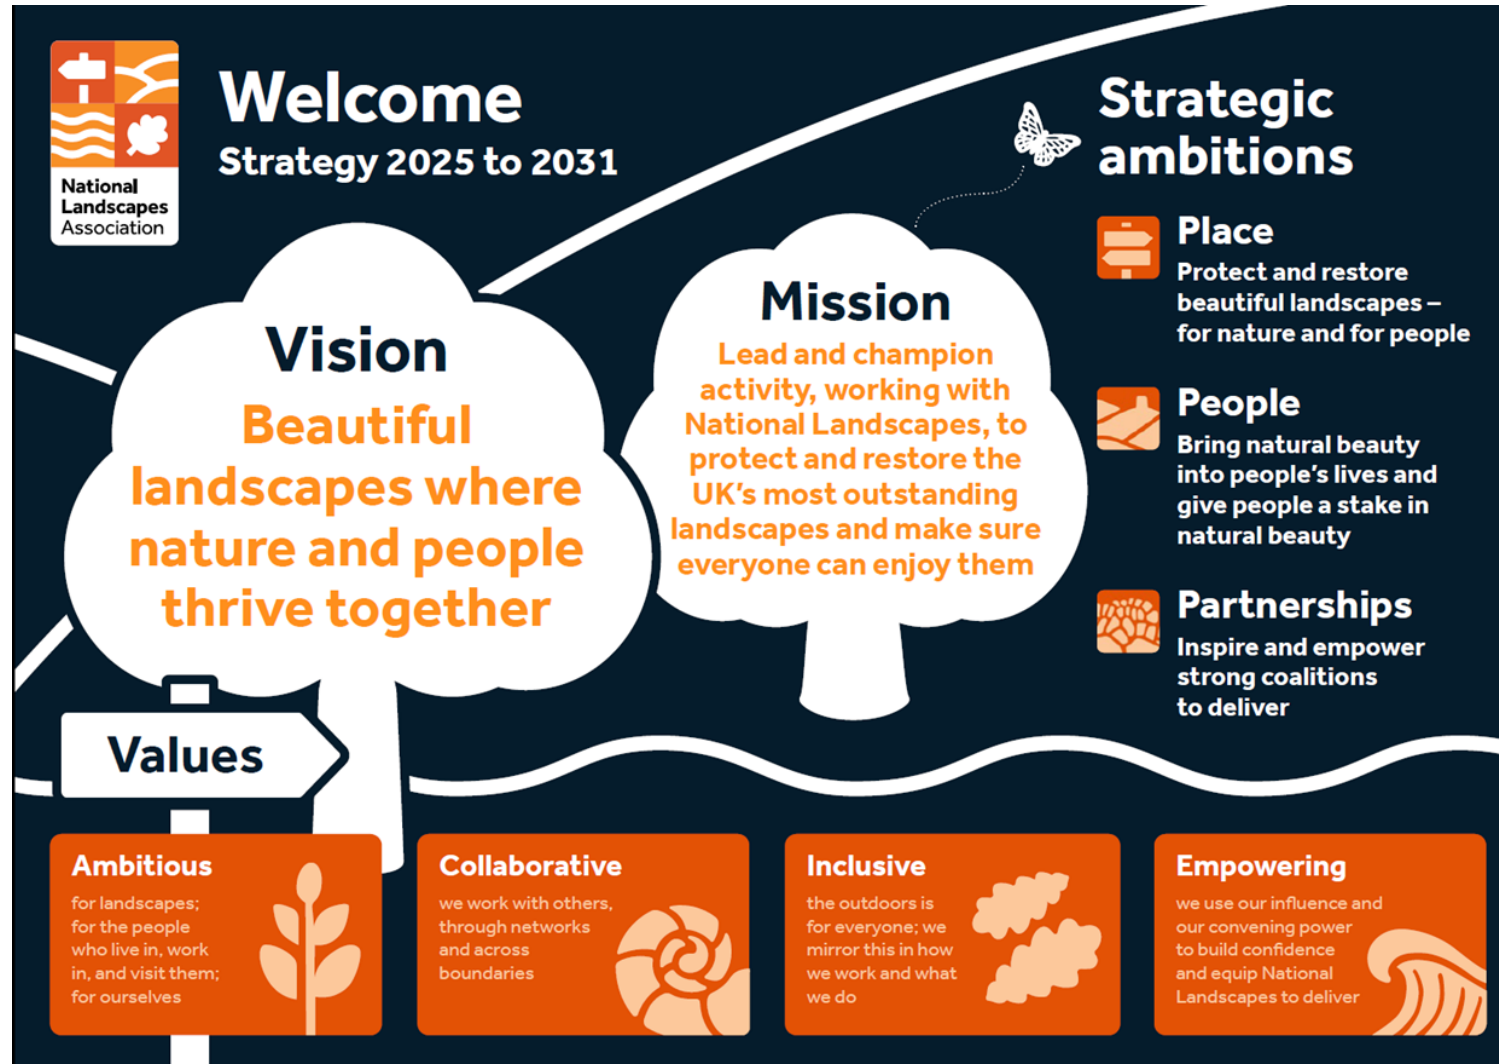 National
Landscapes
Association
Welcome
Strategy 2025 to 2031
Vision
Beautiful
landscapes where
nature and people
thrive together
Mission
Lead and champion
activity, working with
National Landscapes, to
protect and restore the
UK’s most outstanding
landscapes and make sure
everyone can enjoy them
Strategic
ambitions
Place
Protect and restore
beautiful landscapes –
for nature and for people
People
Bring natural beauty
into people’s lives and
give people a stake in
natural beauty
Partnerships
Inspire and empower
strong coalitions
to deliver
Values
Ambitious
for landscapes;
for the people
who live in, work
in, and visit them;
for ourselves
Collaborative
we work with others,
through networks
and across
boundaries
Inclusive
the outdoors is
for everyone; we
mirror this in how
we work and what
we do
Empowering
we use our influence and
our convening power
to build confidence
and equip National
Landscapes to deliver